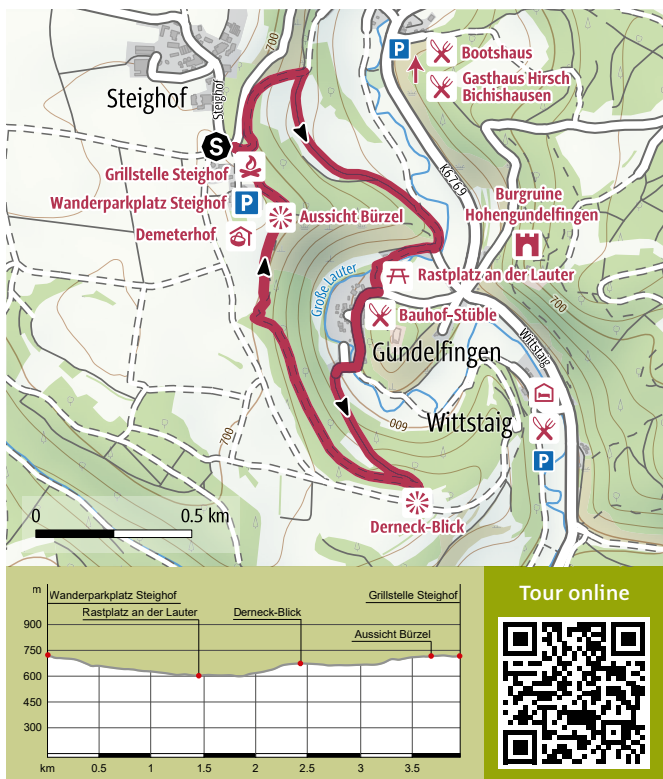 700
P
Bootshaus
Gasthaus Hirsch
Bichishausen
Steighof
Steighof
S
Grillstelle Steighof
K6769
Wanderparkplatz Steighof
P
Burgruine
Hohengundelfingen
Aussicht Bürzel
Demeterhof
Große Lauter
Rastplatz an der Lauter
700
Bauhof-Stüble
Wittstaig
Gundelfingen
Wittstaig
600
700
P
0
0.5 km
Derneck-Blick
m
Wanderparkplatz Steighof
Grillstelle Steighof
Rastplatz an der Lauter
Derneck-Blick
Aussicht Bürzel
900
750
600
450
300
km
0.5
1
1.5
2
2.5
3
3.5
Tour online